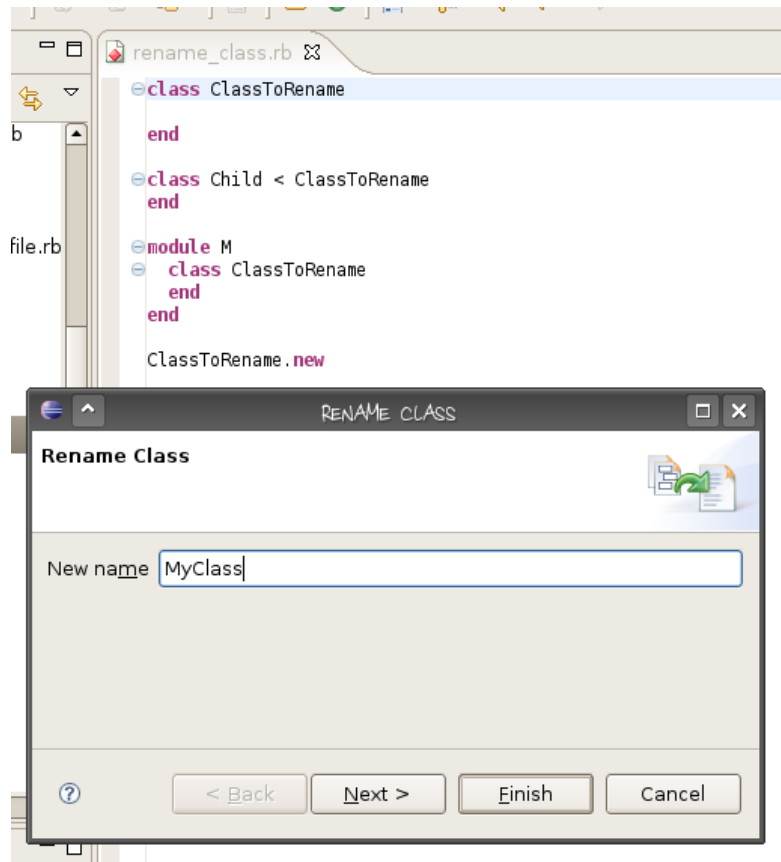 rename_class.rb
class ClassToRename
end
class Child < ClassToRename
end
module M
class ClassToRename
end
end
ClassToRename.new
b
file.rb
RENAME CLASS
Rename Class
New name MyClass
< Back Next > Finish Cancel